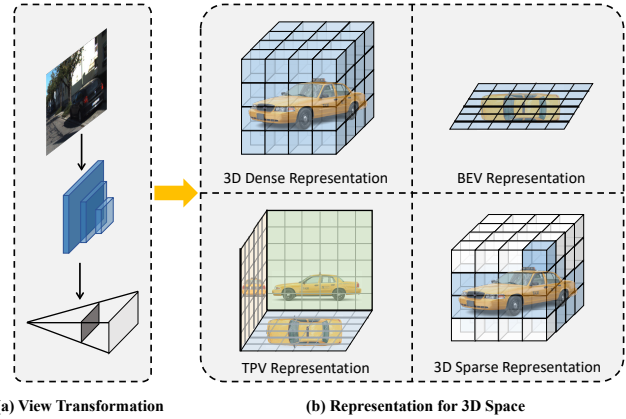 3D Dense Representation
BEV Representation
TPV Representation
3D Sparse Representation
a) View Transformation
(b) Representation for 3D Space